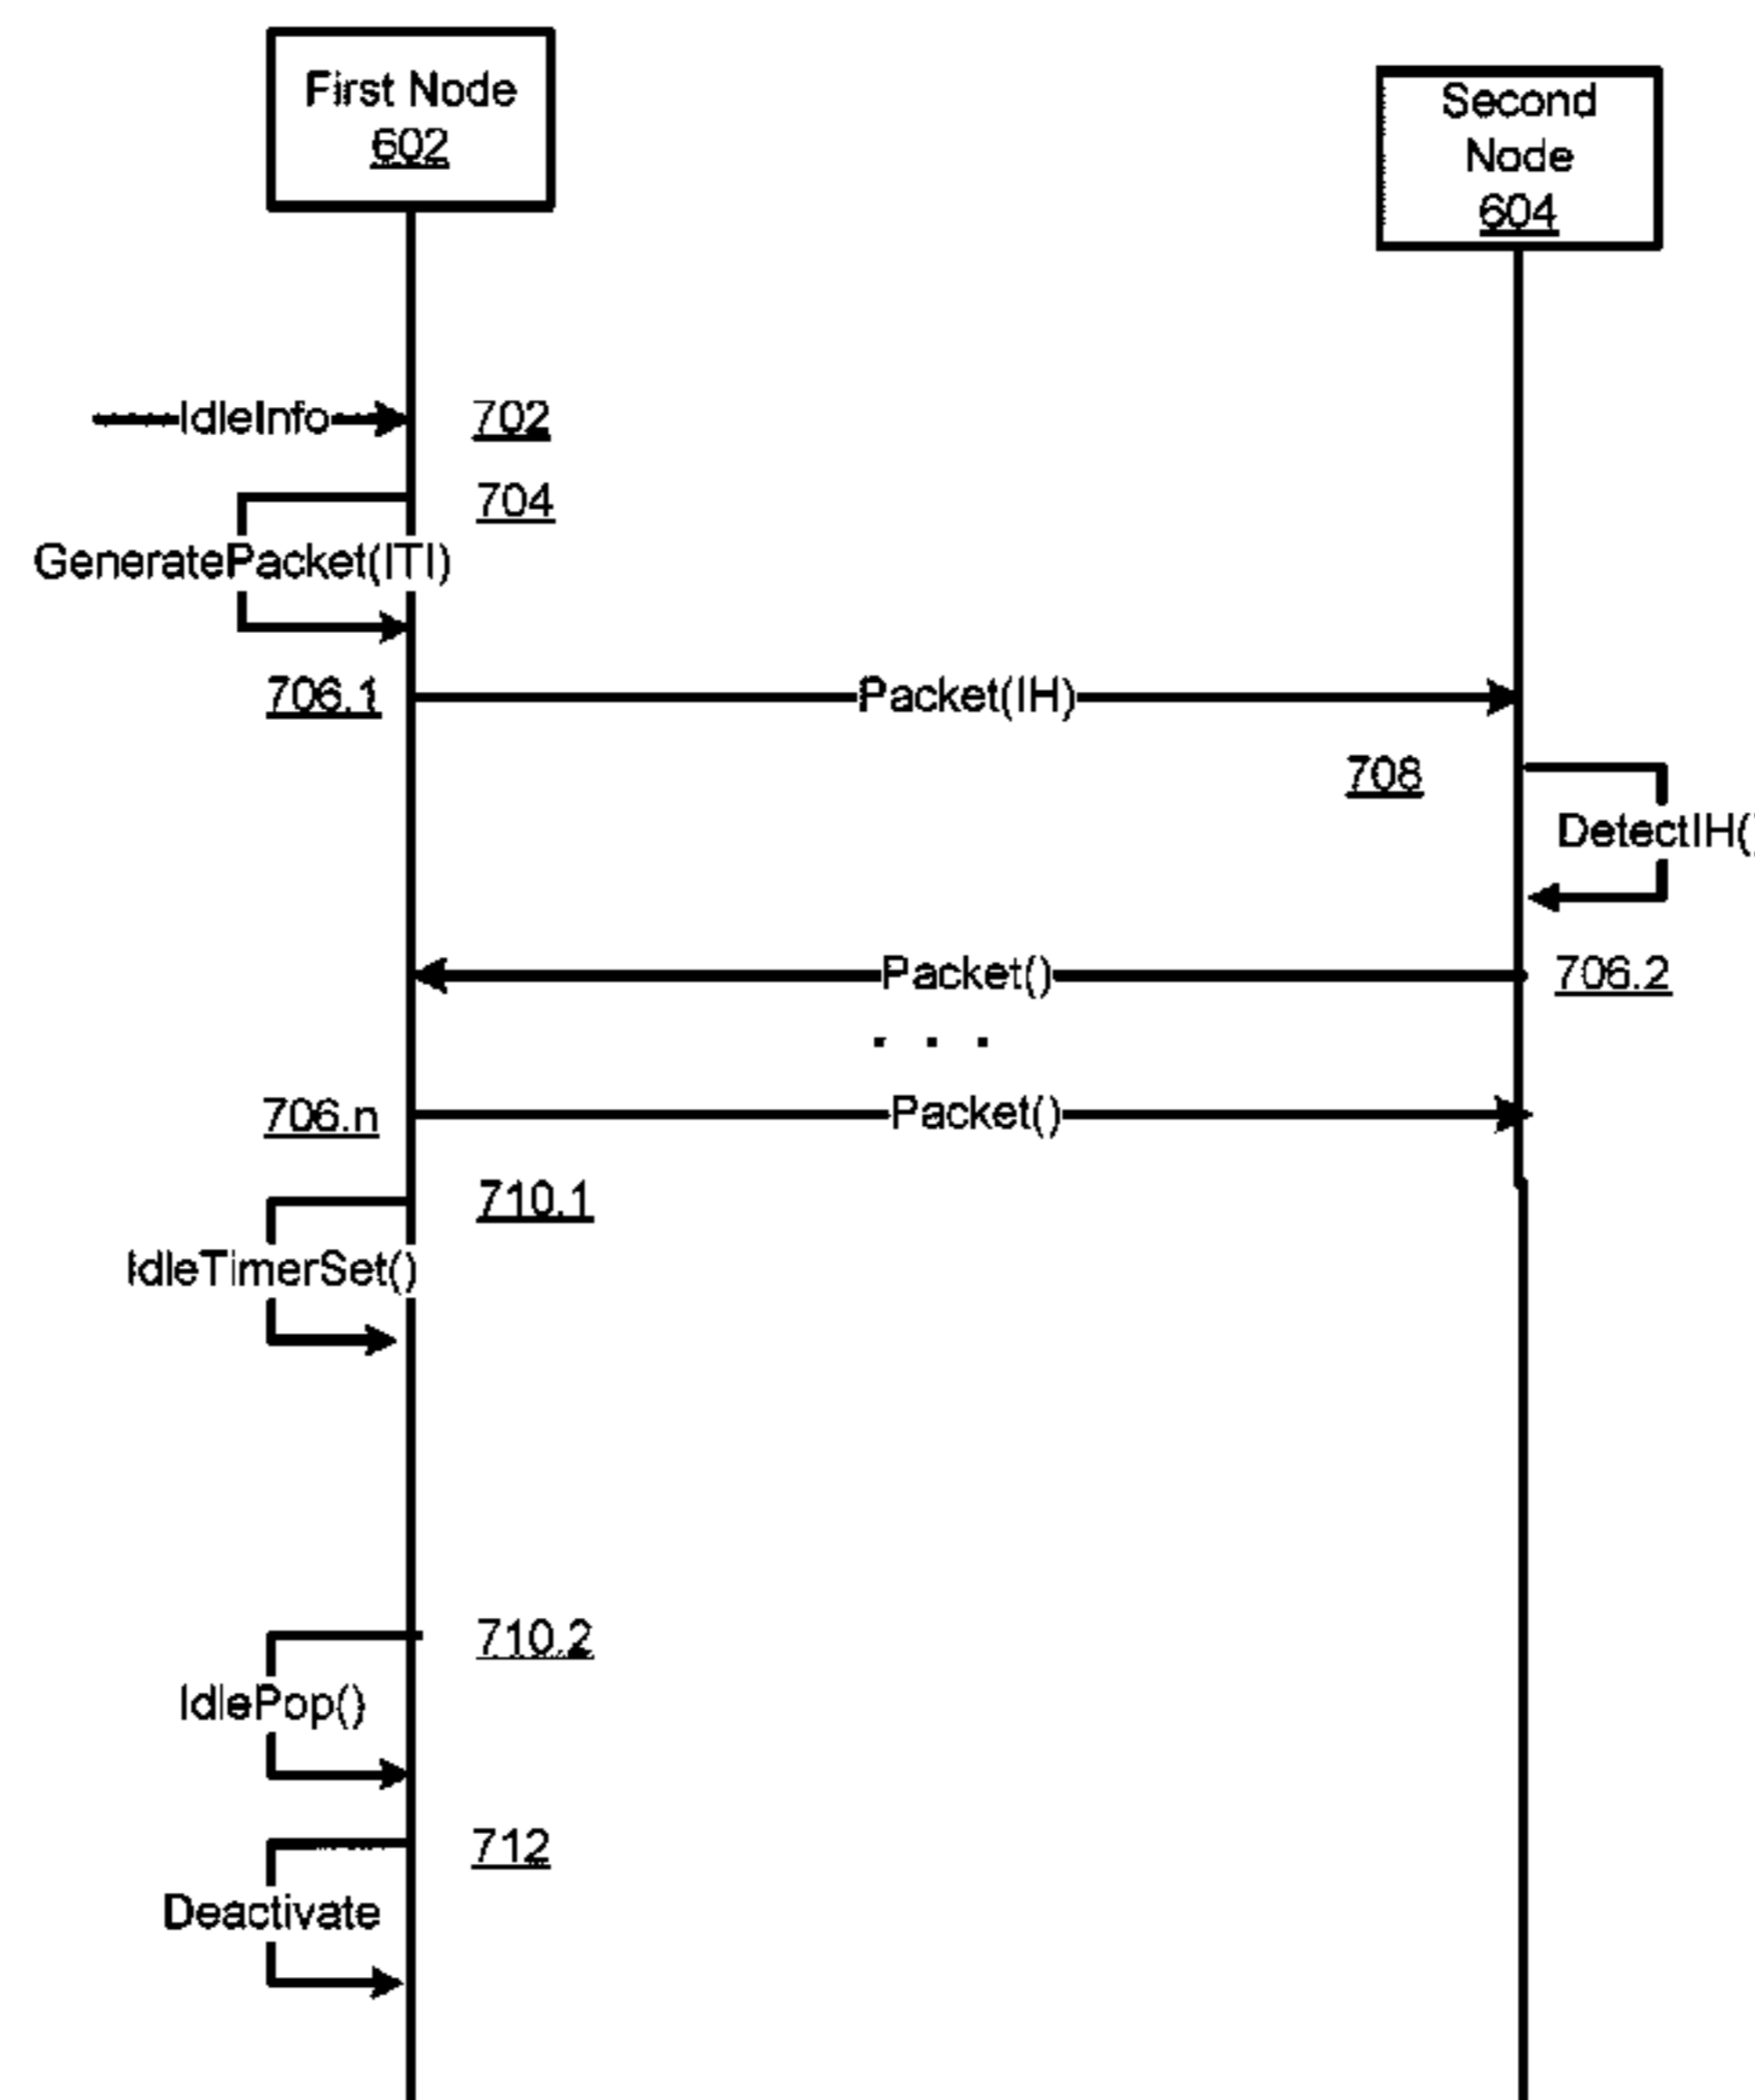 First Node
602
Second
Node
604
IdleInfo
702
704
GeneratePacket(ITI)
706.1
Packet(IH)
708
DetectIH()
Packet()
706.2
. . .
706.n
Packet()
710.1
IdleTimerSet()
710.2
IdlePop()
712
Deactivate